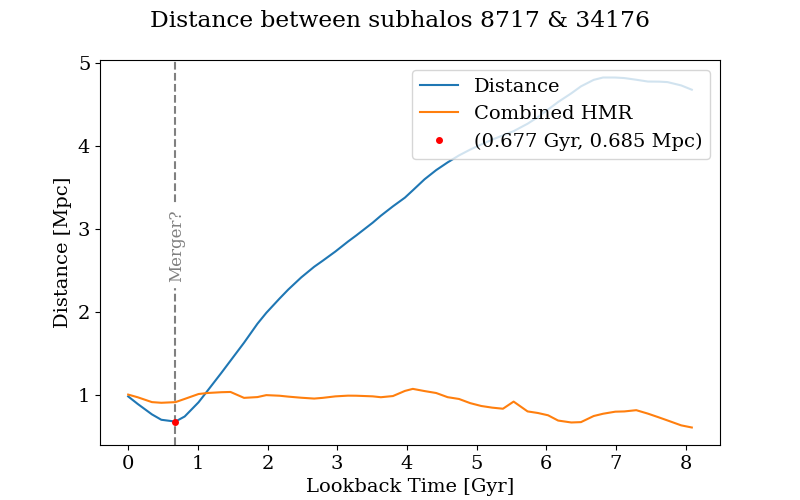 Distance between subhalos 8717 & 34176
Distance
Combined HMR
(0.677 Gyr, 0.685 Mpc)
Merger?
Distance [Mpc]
5
4
3
2
1
0 1 2 3 4 5 6 7 8
Lookback Time [Gyr]